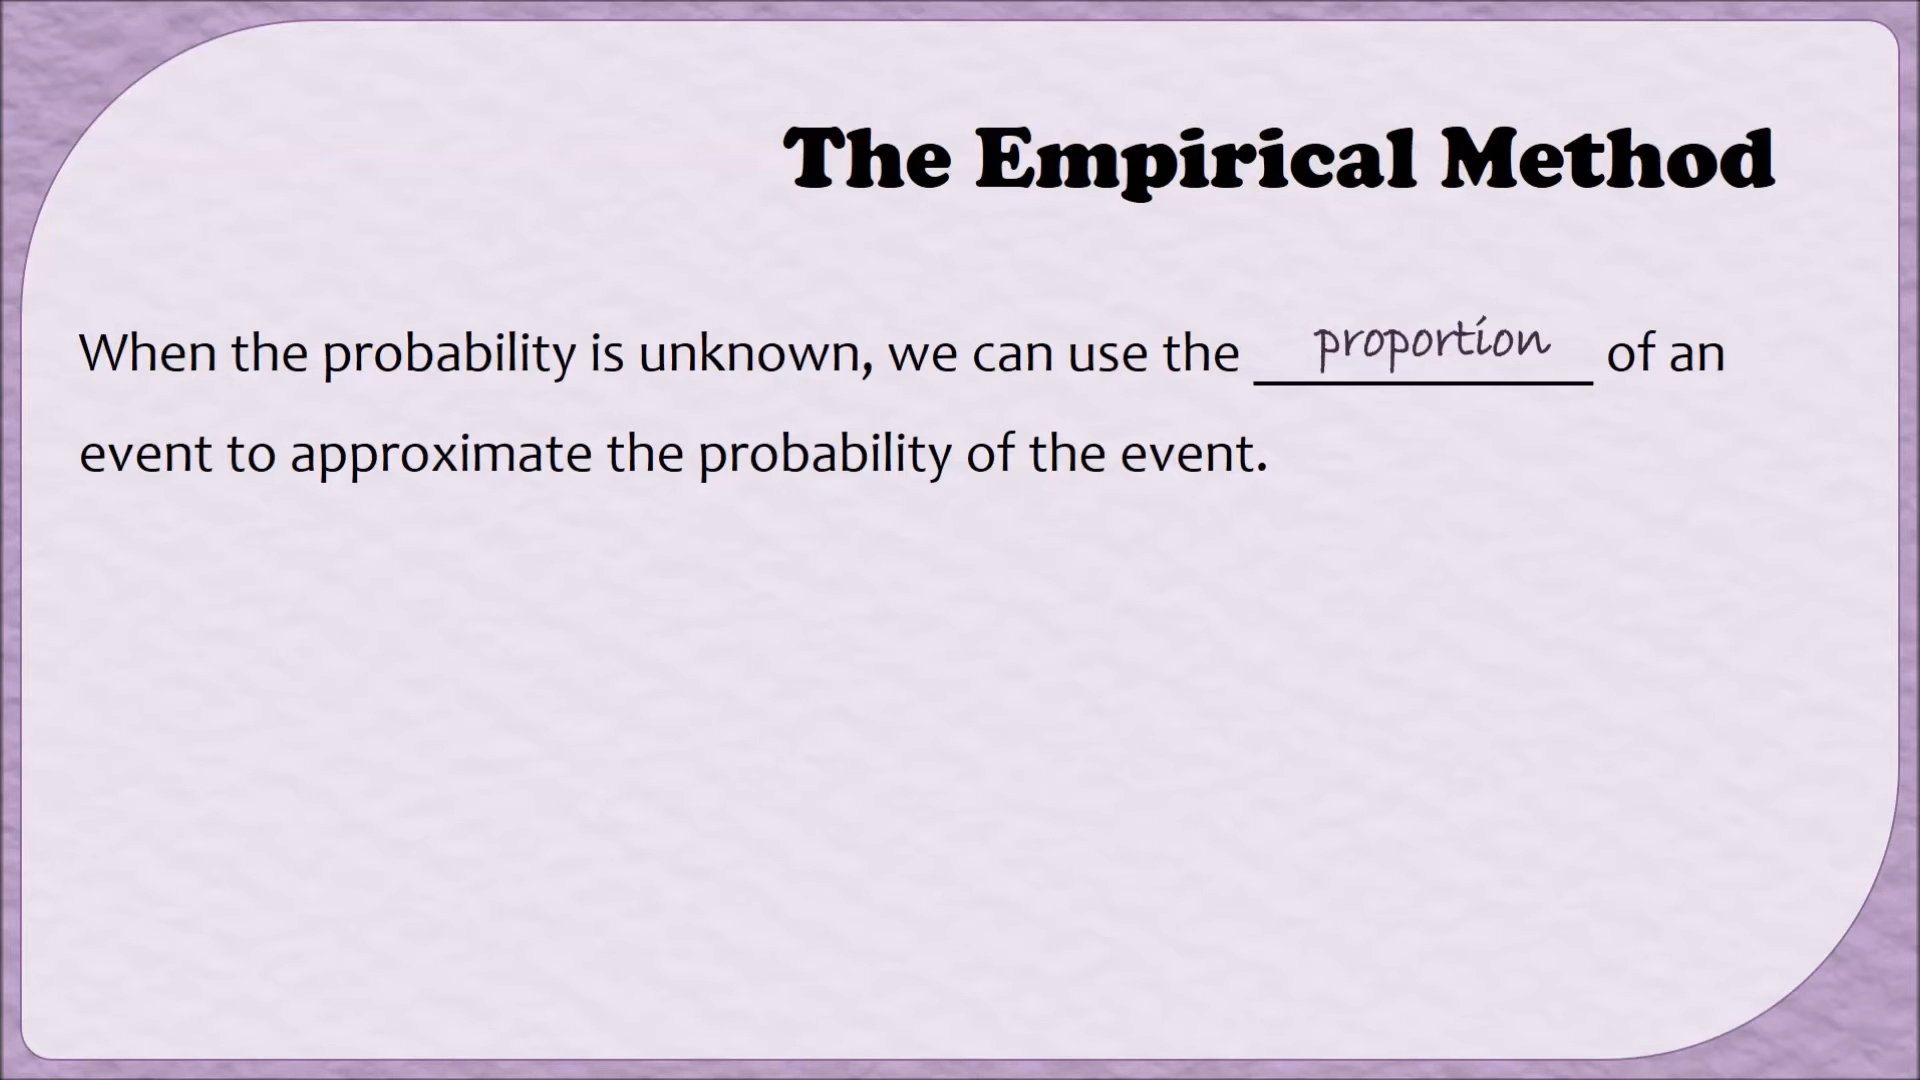 The Empirical Method
When the probability is unknown, we can use the proportion of an
event to approximate the probability of the event.